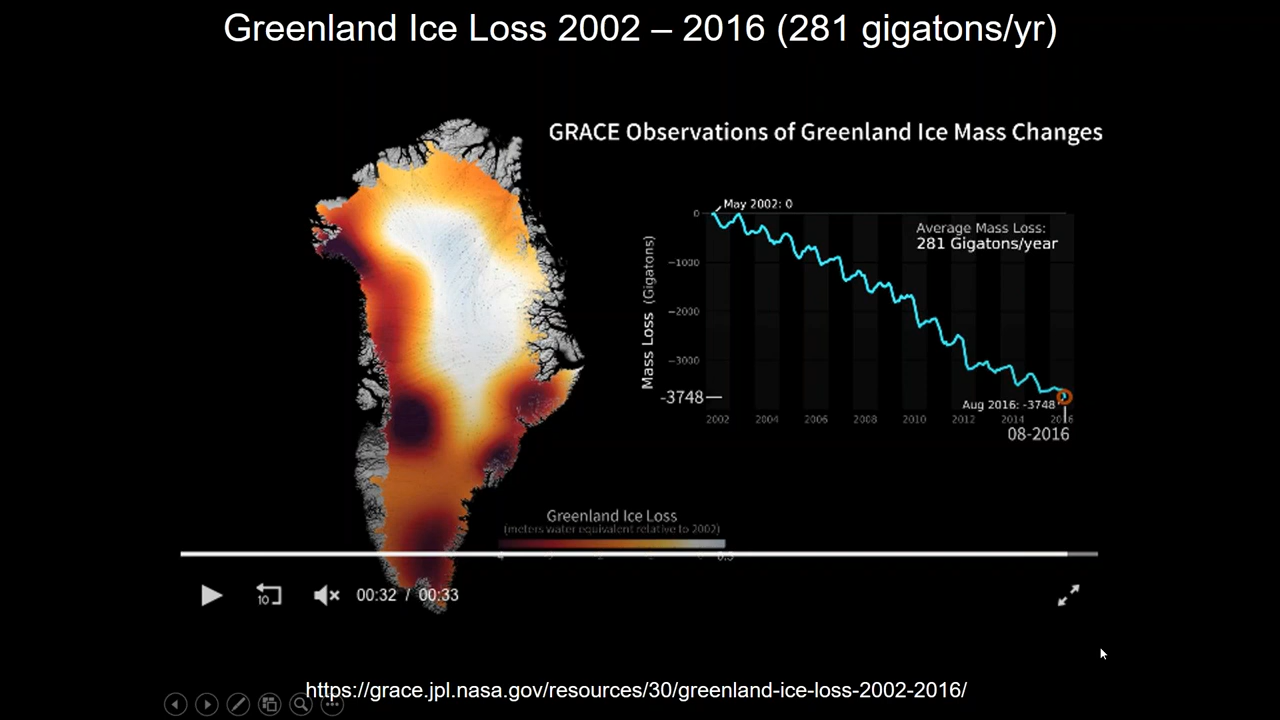 Greenland Ice Loss 2002 – 2016 (281 gigatons/yr)
GRACE Observations of Greenland Ice Mass Changes
May 2002: 0
Average Mass Loss:
281 Gigatons/year
Mass Loss (Gigatons)
0
−1000
−2000
−3000
-3748
Aug 2016: -3748
2002 2004 2006 2008 2010 2012 2014 2016
08-2016
Greenland Ice Loss
(meters water equivalent relative to 2002)
00:32 / 00:33
10
https://grace.jpl.nasa.gov/resources/30/greenland-ice-loss-2002-2016/